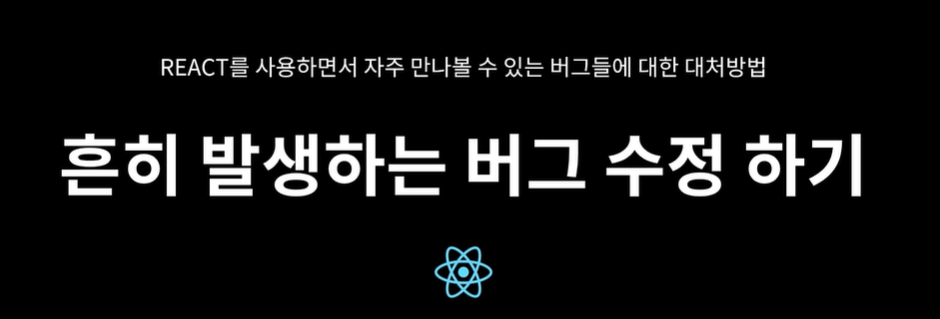 REACT를 사용하면서 자주 만나볼 수 있는 버그들에 대한 대처방법
흔히 발생하는 버그 수정 하기